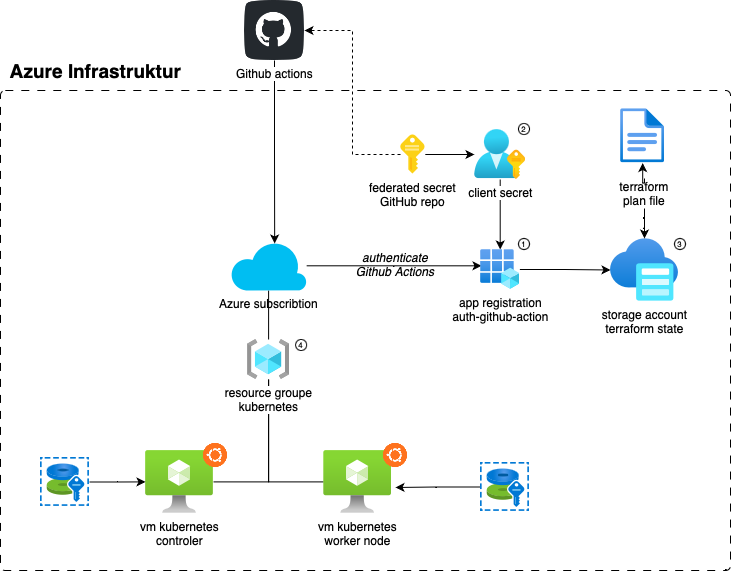 Github actions
Azure Infrastruktur
②
federated secret
GitHub repo
client secret
terraform
plan file
authenticate
Github Actions
①
③
Azure subscribtion
app registration
auth-github-action
storage account
terraform state
④
resource groupe
kubernetes
vm kubernetes
controler
vm kubernetes
worker node